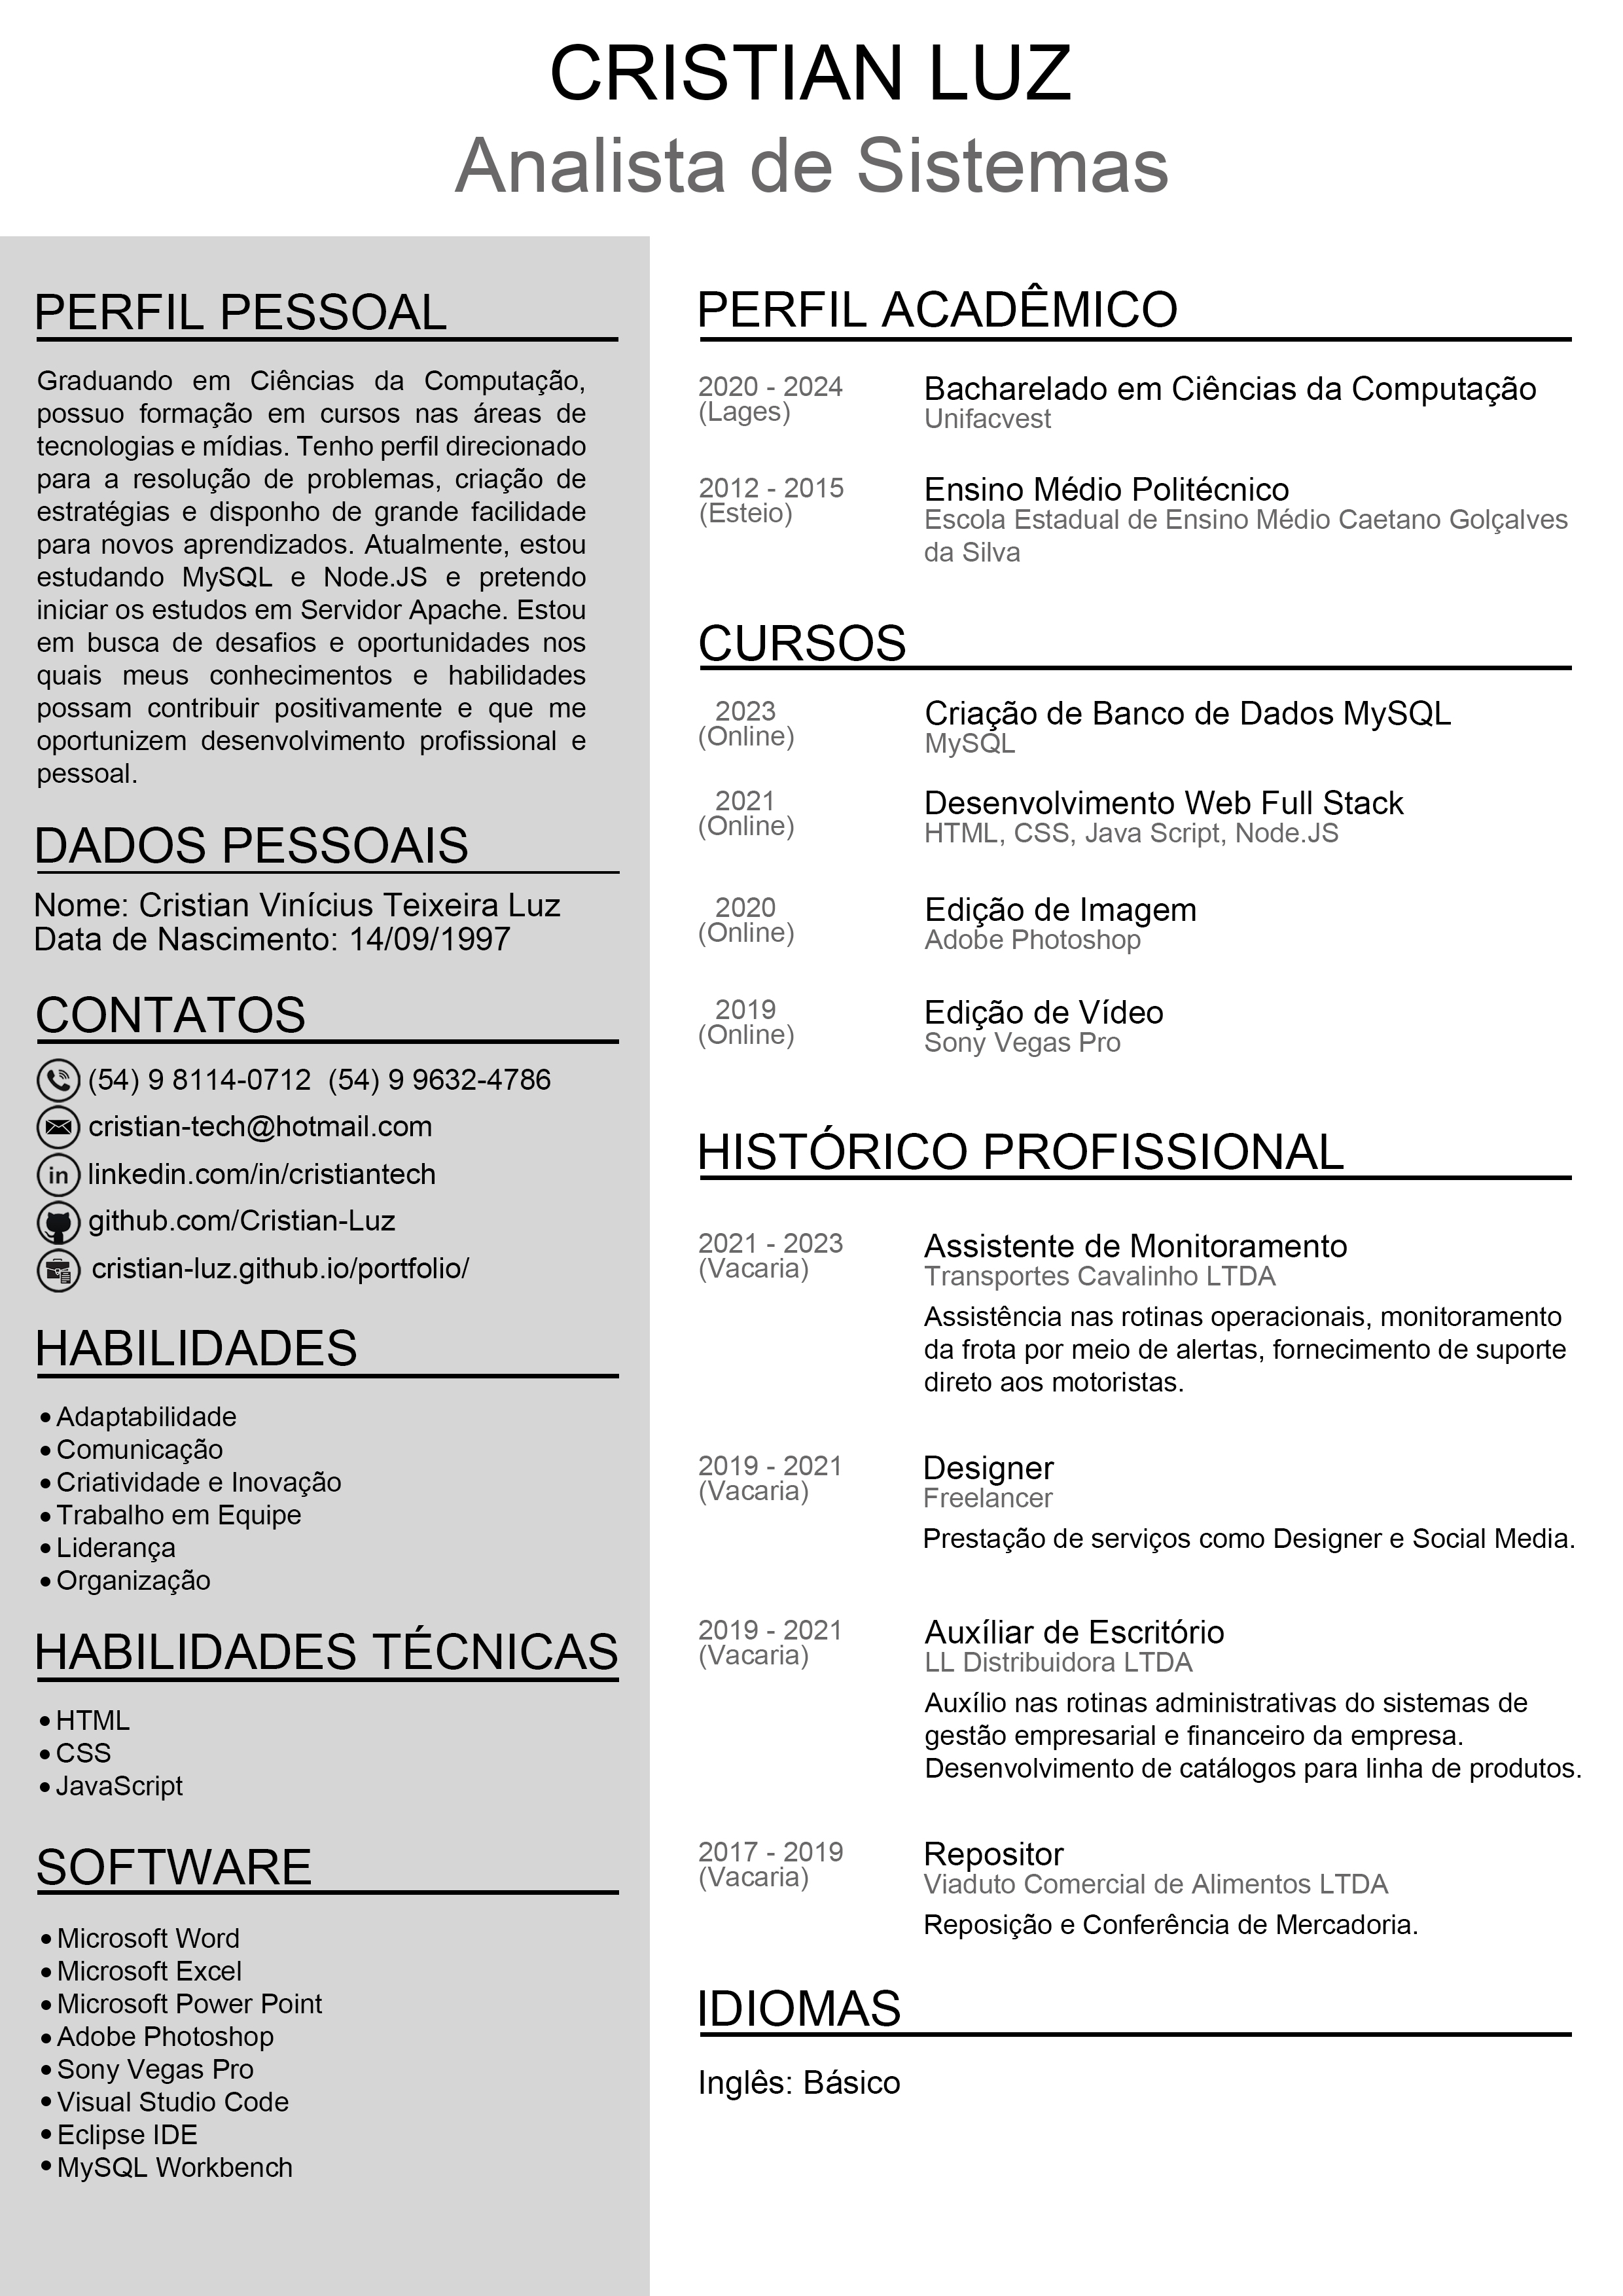 CRISTIAN LUZ
Analista de Sistemas
PERFIL PESSOAL
Graduando em Ciências da Computação,
possuo formação em cursos nas áreas de
tecnologias e mídias. Tenho perfil direcionado
para a resolução de problemas, criação de
estratégias e disponho de grande facilidade
para novos aprendizados. Atualmente, estou
estudando MySQL e Node.JS e pretendo
iniciar os estudos em Servidor Apache. Estou
em busca de desafios e oportunidades nos
quais meus conhecimentos e habilidades
possam contribuir positivamente e que me
oportunizem desenvolvimento profissional e
pessoal.
DADOS PESSOAIS
Nome: Cristian Vinícius Teixeira Luz
Data de Nascimento: 14/09/1997
CONTATOS
(54) 9 8114-0712 (54) 9 9632-4786
cristian-tech@hotmail.com
in linkedin.com/in/cristiantech
github.com/Cristian-Luz
cristian-luz.github.io/portfolio/
HABILIDADES
• Adaptabilidade
• Comunicação
• Criatividade e Inovação
• Trabalho em Equipe
• Liderança
• Organização
HABILIDADES TÉCNICAS
• HTML
• CSS
• JavaScript
SOFTWARE
• Microsoft Word
• Microsoft Excel
• Microsoft Power Point
• Adobe Photoshop
• Sony Vegas Pro
• Visual Studio Code
• Eclipse IDE
• MySQL Workbench
PERFIL ACADÊMICO
2020 - 2024
(Lages)
Bacharelado em Ciências da Computação
Unifacvest
2012 - 2015
(Esteio)
Ensino Médio Politécnico
Escola Estadual de Ensino Médio Caetano Golçalves
da Silva
CURSOS
2023
(Online)
Criação de Banco de Dados MySQL
MySQL
2021
(Online)
Desenvolvimento Web Full Stack
HTML, CSS, Java Script, Node.JS
2020
(Online)
Edição de Imagem
Adobe Photoshop
2019
(Online)
Edição de Vídeo
Sony Vegas Pro
HISTÓRICO PROFISSIONAL
2021 - 2023
(Vacaria)
Assistente de Monitoramento
Transportes Cavalinho LTDA
Assistência nas rotinas operacionais, monitoramento
da frota por meio de alertas, fornecimento de suporte
direto aos motoristas.
2019 - 2021
(Vacaria)
Designer
Freelancer
Prestação de serviços como Designer e Social Media.
2019 - 2021
(Vacaria)
Auxíliar de Escritório
LL Distribuidora LTDA
Auxílio nas rotinas administrativas do sistemas de
gestão empresarial e financeiro da empresa.
Desenvolvimento de catálogos para linha de produtos.
2017 - 2019
(Vacaria)
Repositor
Viaduto Comercial de Alimentos LTDA
Reposição e Conferência de Mercadoria.
IDIOMAS
Inglês: Básico